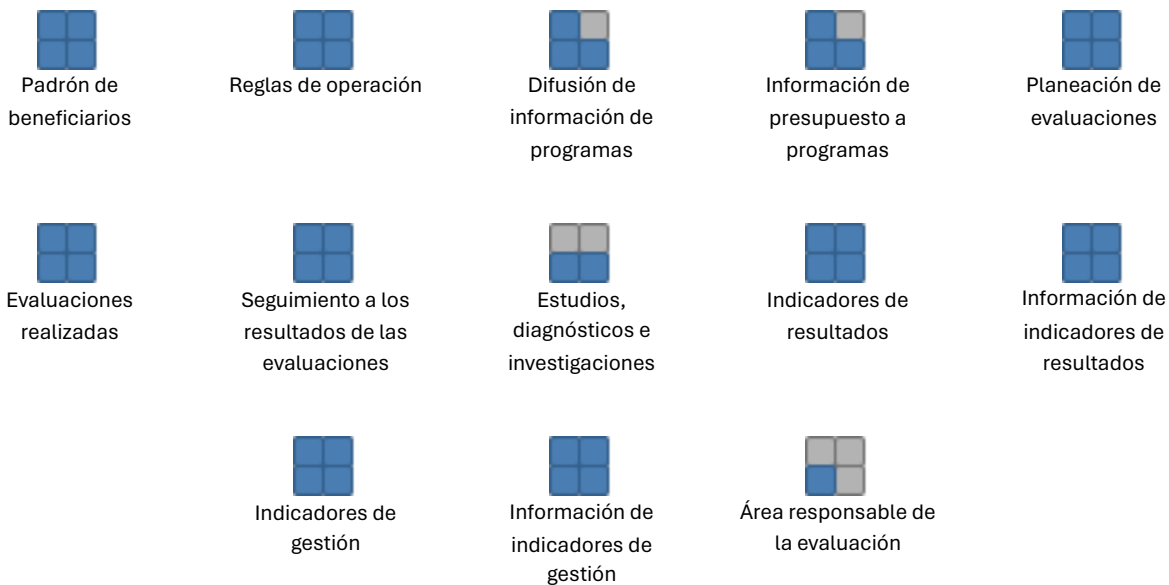 Padrón de
beneficiarios
Reglas de operación
Difusión de
información de
programas
Información de
presupuesto a
programas
Planeación de
evaluaciones
Evaluaciones
realizadas
Seguimiento a los
resultados de las
evaluaciones
Estudios,
diagnósticos e
investigaciones
Indicadores de
resultados
Información de
indicadores de
resultados
Indicadores de
gestión
Información de
indicadores de
gestión
Área responsable de
la evaluación